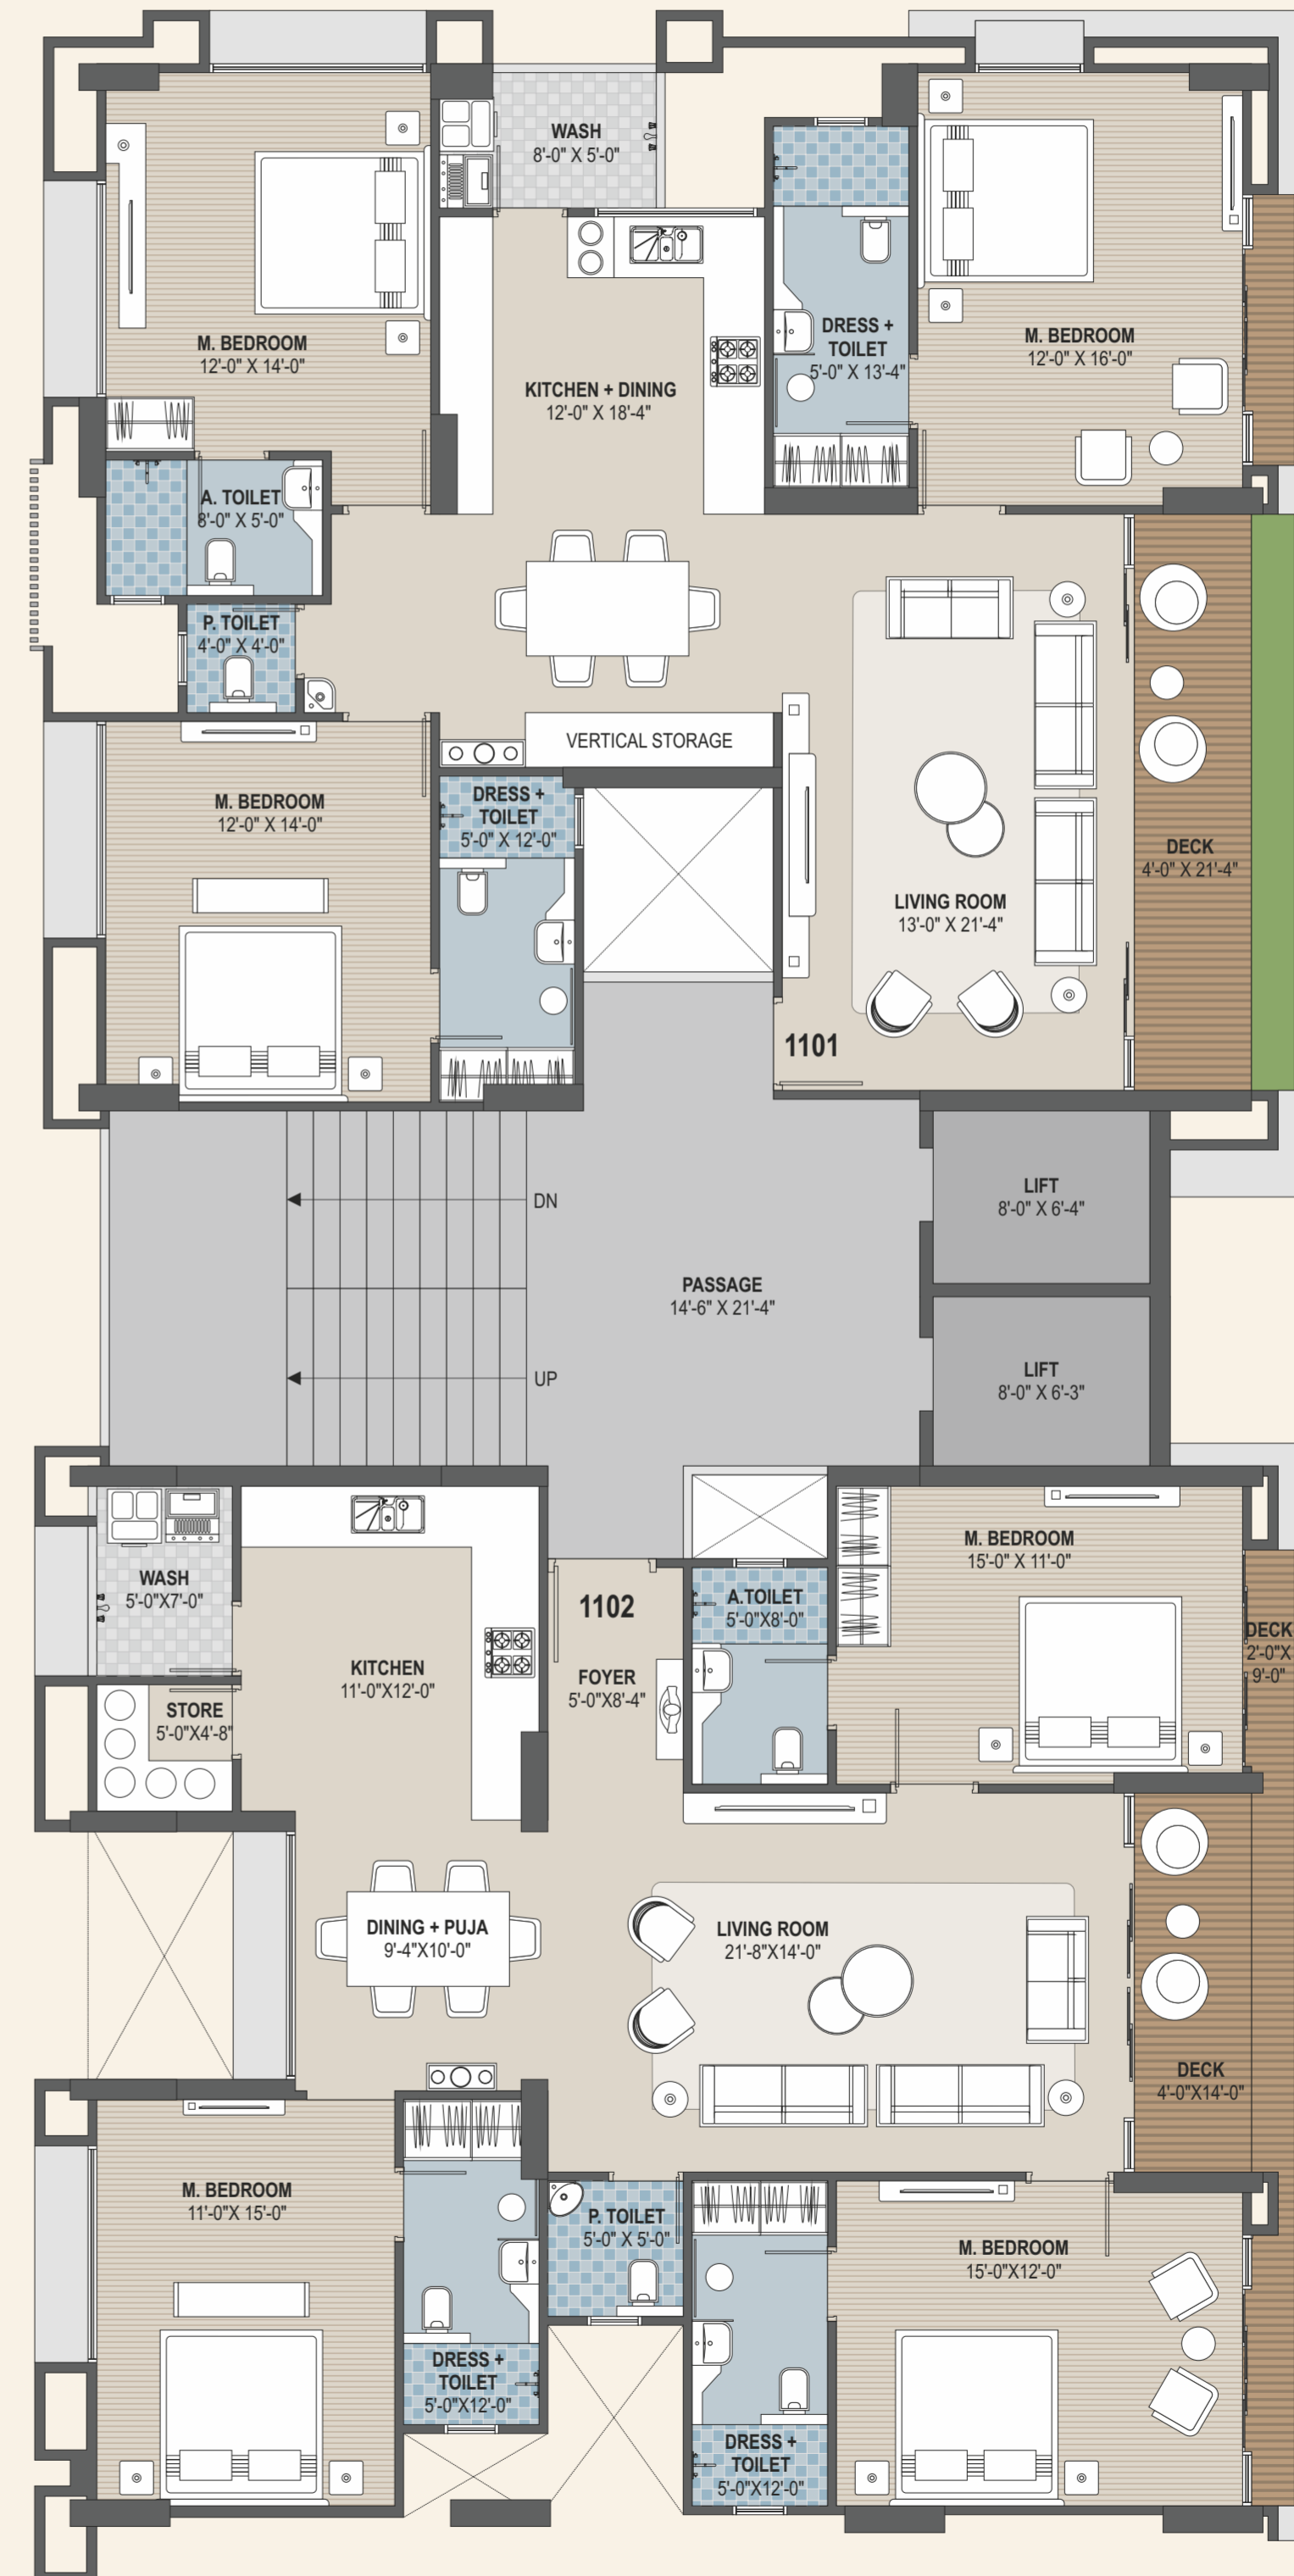 WASH
8'-0" X 5'-0"
M. BEDROOM
12'-0" X 14'-0"
KITCHEN + DINING
12'-0" X 18'-4"
DRESS +
TOILET
5'-0" X 13'-4"
M. BEDROOM
12'-0" X 16'-0"
A. TOILET
8'-0" X 5'-0"
P. TOILET
4'-0" X 4'-0"
VERTICAL STORAGE
M. BEDROOM
12'-0" X 14'-0"
DRESS +
TOILET
5'-0" X 12'-0"
LIVING ROOM
13'-0" X 21'-4"
DECK
4'-0" X 21'-4"
1101
DN
LIFT
8'-0" X 6'-4"
PASSAGE
14'-6" X 21'-4"
UP
LIFT
8'-0" X 6'-3"
WASH
5'-0"X7'-0"
STORE
5'-0"X4'-8"
KITCHEN
11'-0"X12'-0"
1102
FOYER
5'-0"X8'-4"
A.TOILET
5'-0"X8'-0"
M. BEDROOM
15'-0" X 11'-0"
DECK
2'-0"X
9'-0"
DINING + PUJA
9'-4"X10'-0"
LIVING ROOM
21'-8"X14'-0"
DECK
4'-0"X14'-0"
M. BEDROOM
11'-0"X 15'-0"
DRESS +
TOILET
5'-0"X12'-0"
P. TOILET
5'-0" X 5'-0"
DRESS +
TOILET
5'-0"X12'-0"
M. BEDROOM
15'-0"X12'-0"